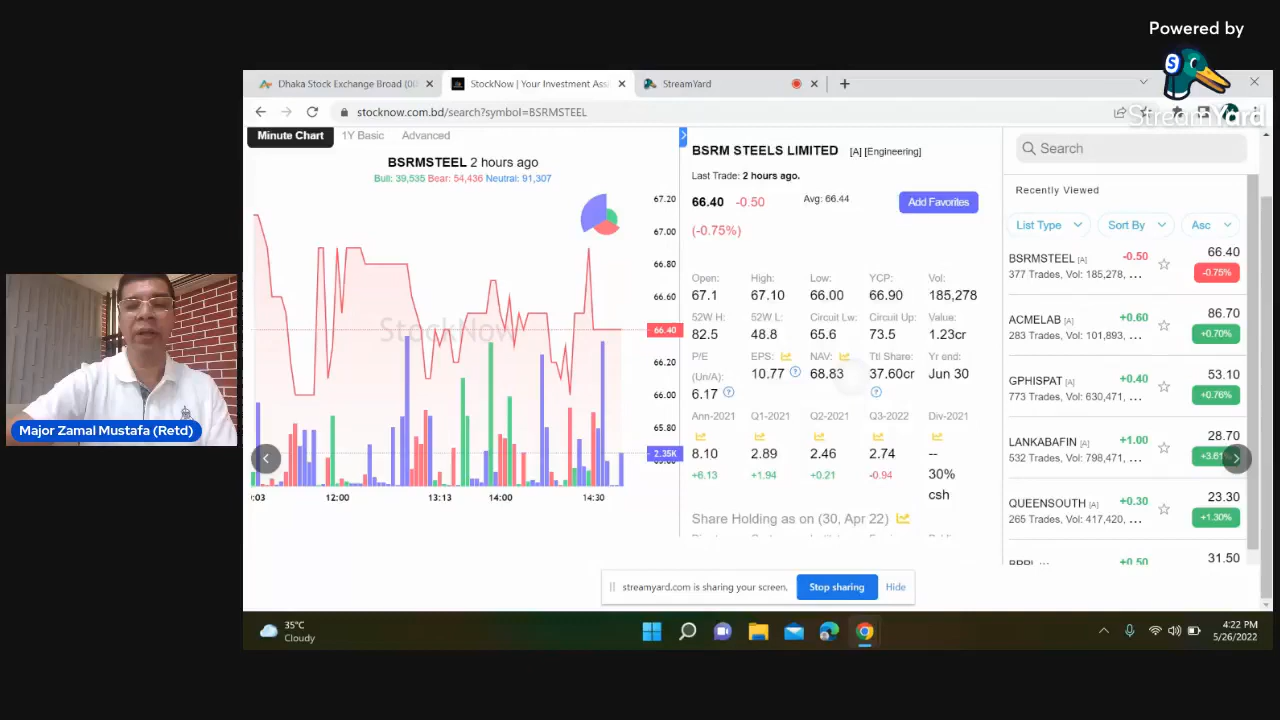 Powered by
StreamYard
Dhaka Stock Exchange Broad (0(
StockNow | Your Investment Assi
StreamYard
stocknow.com.bd/search?symbol=BSRMSTEEL
Minute Chart
1Y Basic
Advanced
BSRMSTEEL 2 hours ago
Bull: 39,535 Bear: 54,436 Neutral: 91,307
StockNow
67.20
67.00
66.80
66.60
66.40
66.20
66.00
65.80
2.35K
:03
12:00
13:13
14:00
14:30
BSRM STEELS LIMITED [A] [Engineering]
Last Trade: 2 hours ago.
66.40 -0.50 Avg: 66.44
Add Favorites
(-0.75%)
Open: High: Low: YCP: Vol:
67.1 67.10 66.00 66.90 185,278
52W H: 52W L: Circuit Lw: Circuit Up: Value:
82.5 48.8 65.6 73.5 1.23cr
P/E EPS: NAV: Ttl Share: Yr end:
(Un/A): 10.77 68.83 37.60cr Jun 30
6.17
Ann-2021 Q1-2021 Q2-2021 Q3-2022 Div-2021
8.10 2.89 2.46 2.74 --
+6.13 +1.94 +0.21 -0.94 30%
csh
Share Holding as on (30, Apr 22)
Search
Recently Viewed
List Type Sort By Asc
BSRMSTEEL [A] -0.50 66.40
377 Trades, Vol: 185,278, ... -0.75%
ACMELAB [A] +0.60 86.70
283 Trades, Vol: 101,893, ... +0.70%
GPHISPAT [A] +0.40 53.10
773 Trades, Vol: 630,471, ... +0.76%
LANKABAFIN [A] +1.00 28.70
532 Trades, Vol: 798,471, ...
QUEENSOUTH [A] +0.30 23.30
265 Trades, Vol: 417,420, ... +1.30%
+0.50 31.50
Major Zamal Mustafa (Retd)
streamyard.com is sharing your screen.
Stop sharing
Hide
35°C
Cloudy
4:22 PM
5/26/2022